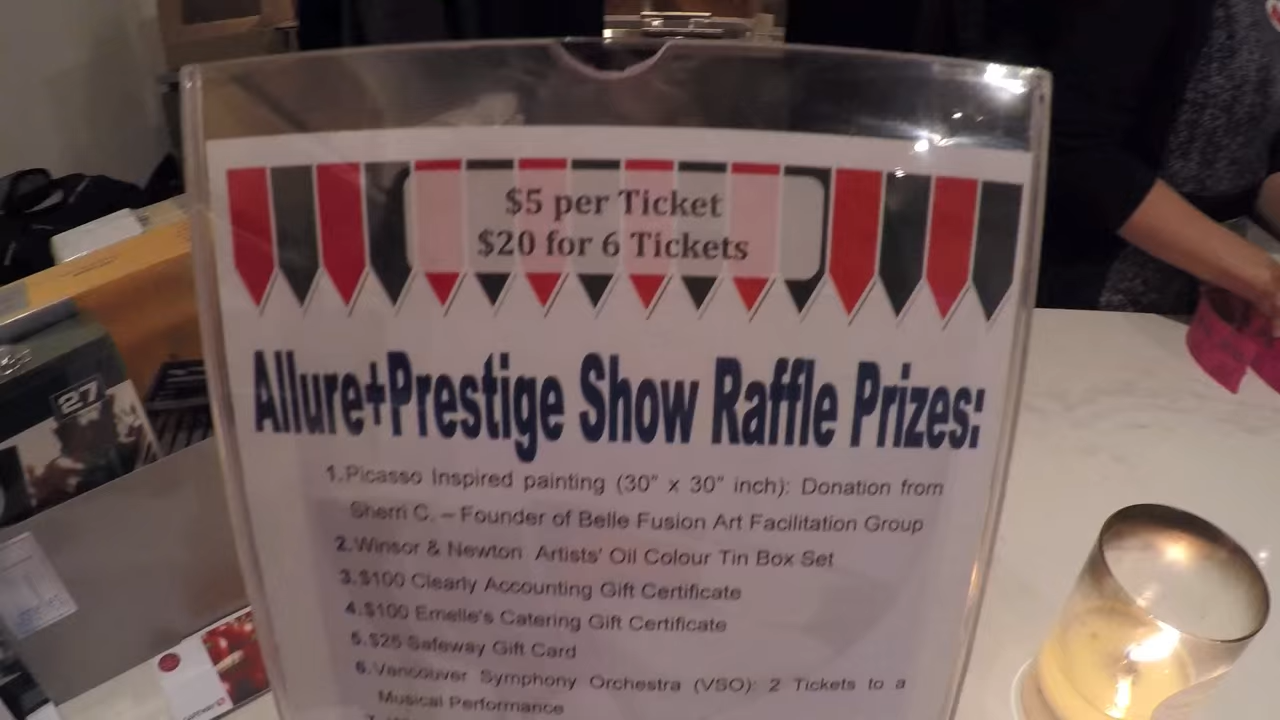 $5 per Ticket
$20 for 6 Tickets
Allure+Prestige Show Raffle Prizes:
1.Picasso Inspired painting (30" x 30" inch): Donation from
Sherri C. – Founder of Belle Fusion Art Facilitation Group
2.Winsor & Newton Artists' Oil Colour Tin Box Set
3.$100 Clearly Accounting Gift Certificate
4.$100 Emelle's Catering Gift Certificate
5.$25 Safeway Gift Card
6.Vancouver Symphony Orchestra (VSO): 2 Tickets to a
Musical Performance
27